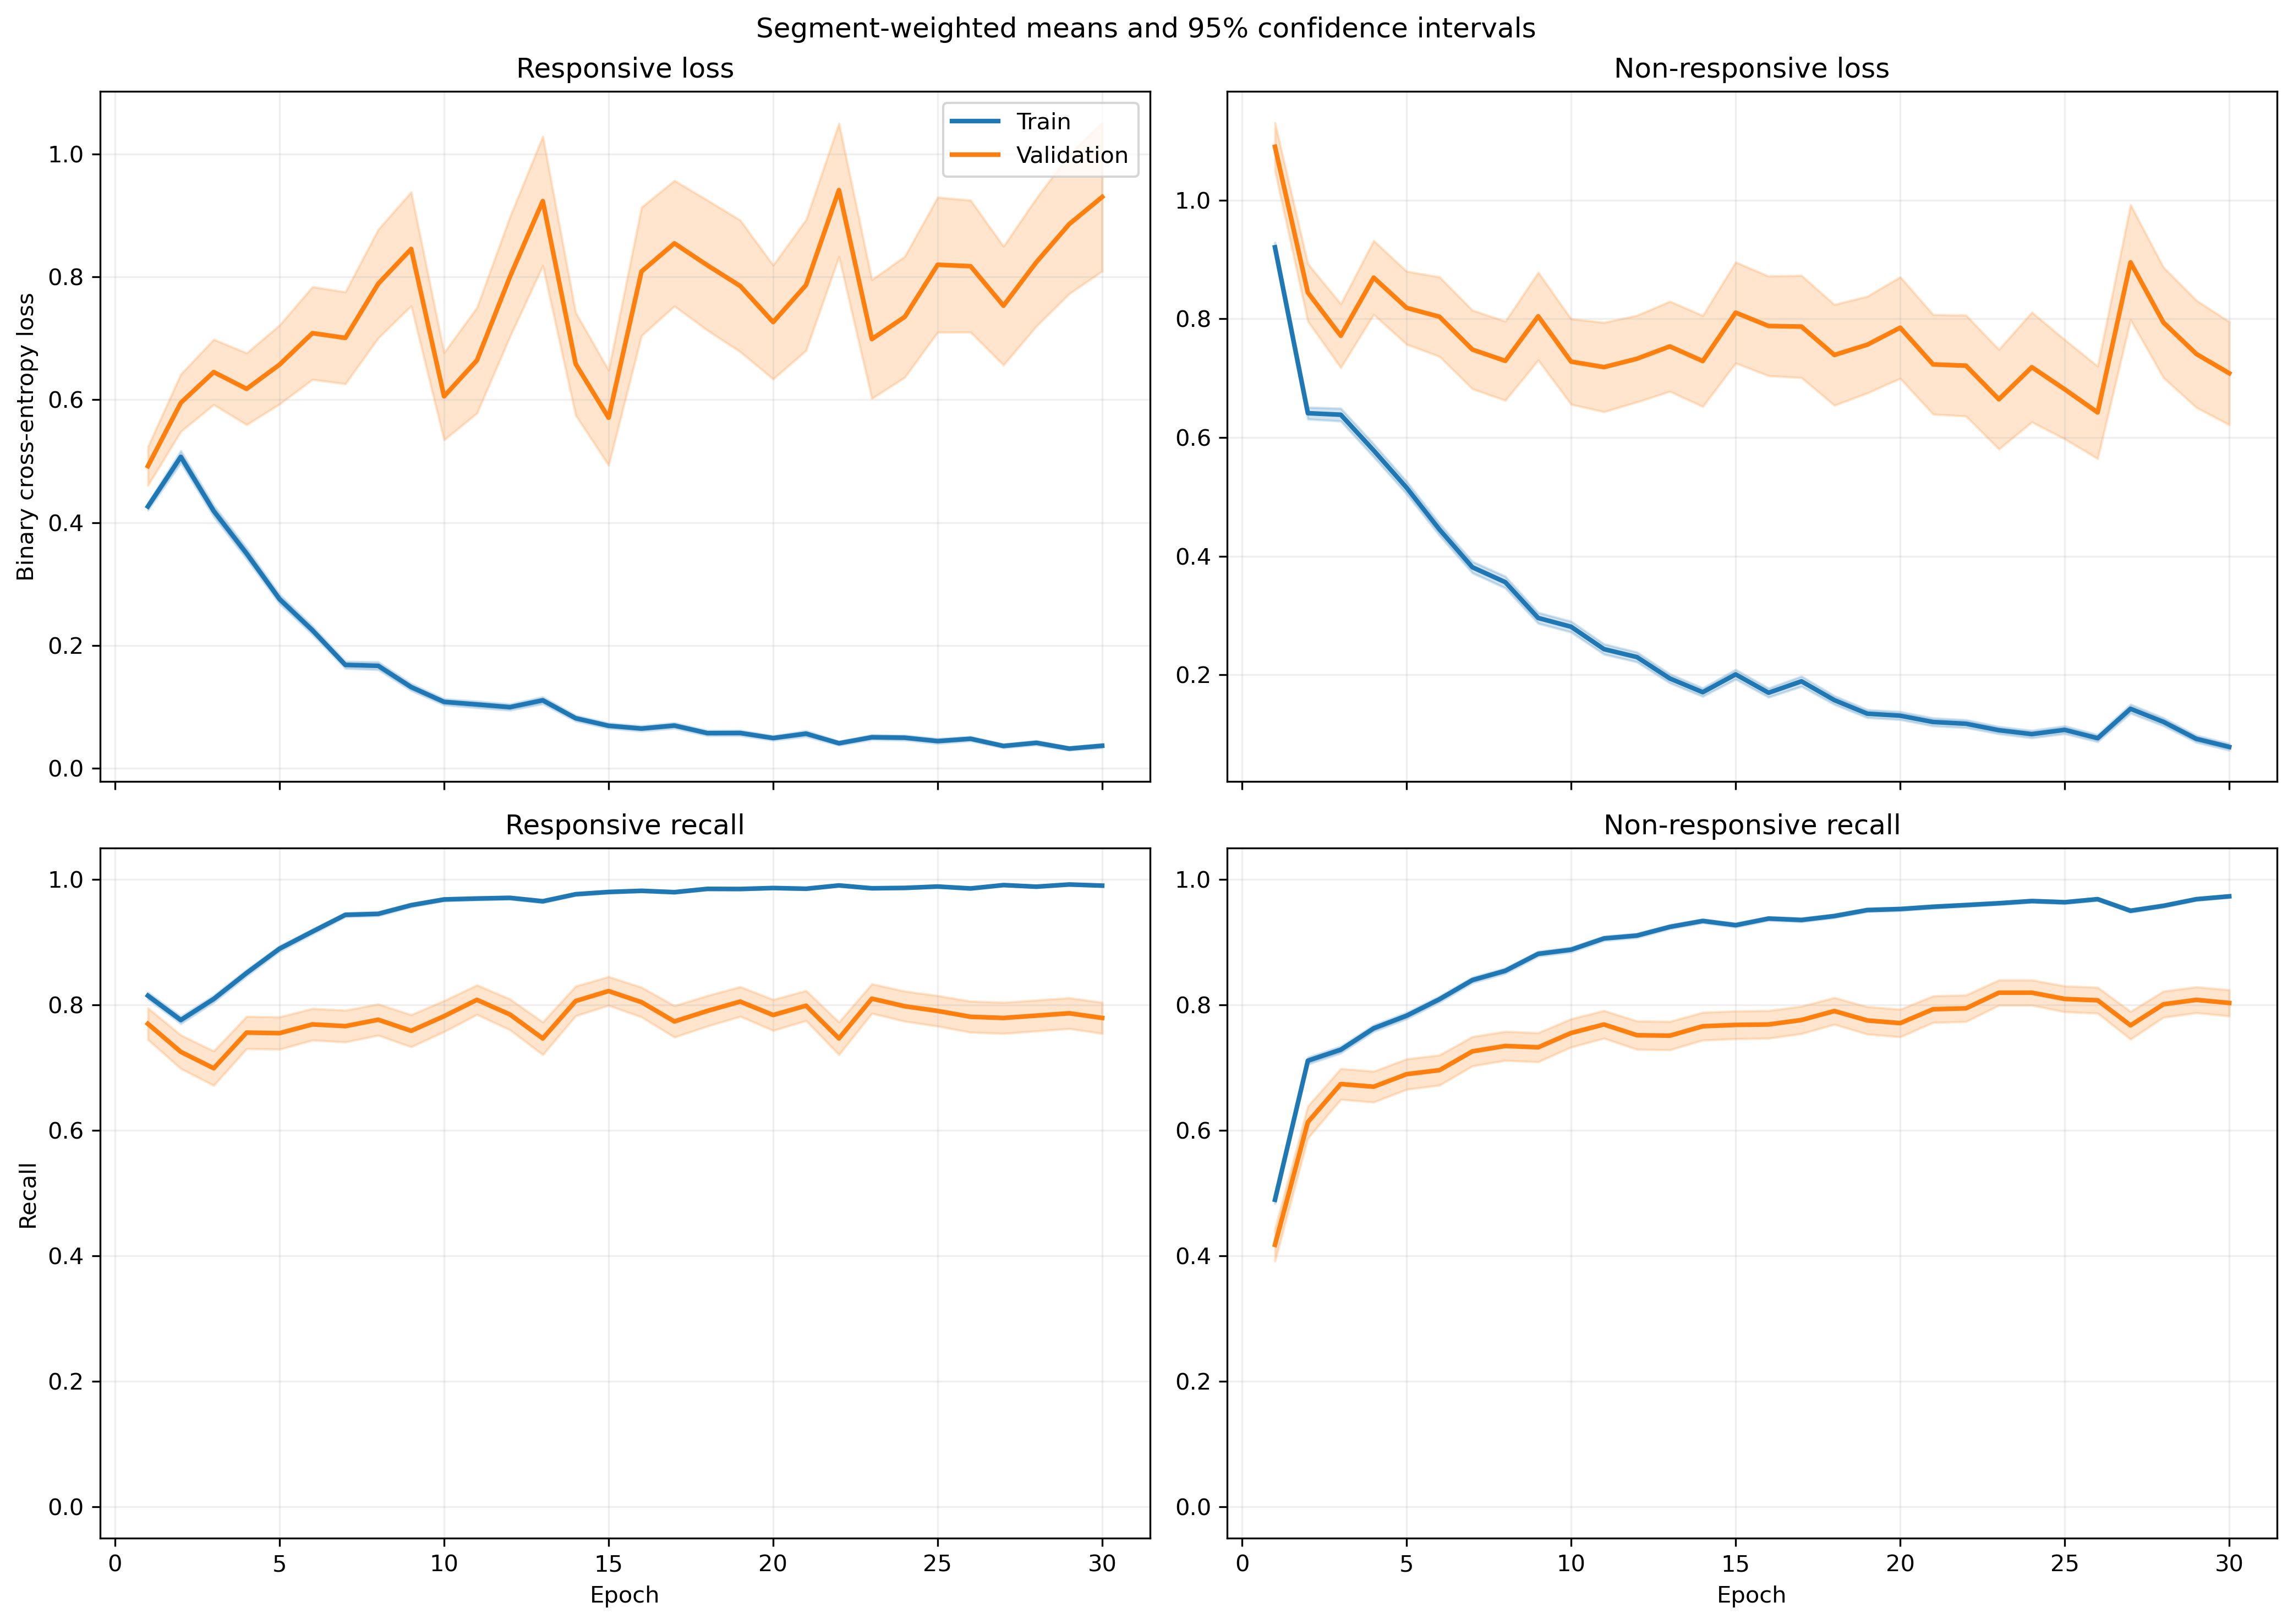 Segment-weighted means and 95% confidence intervals
Responsive loss
Non-responsive loss
Train
Validation
Binary cross-entropy loss
1.0
0.8
0.6
0.4
0.2
0.0
1.0
0.8
0.6
0.4
0.2
Responsive recall
Non-responsive recall
Recall
1.0
0.8
0.6
0.4
0.2
0.0
0 5 10 15 20 25 30
Epoch
1.0
0.8
0.6
0.4
0.2
0.0
0 5 10 15 20 25 30
Epoch